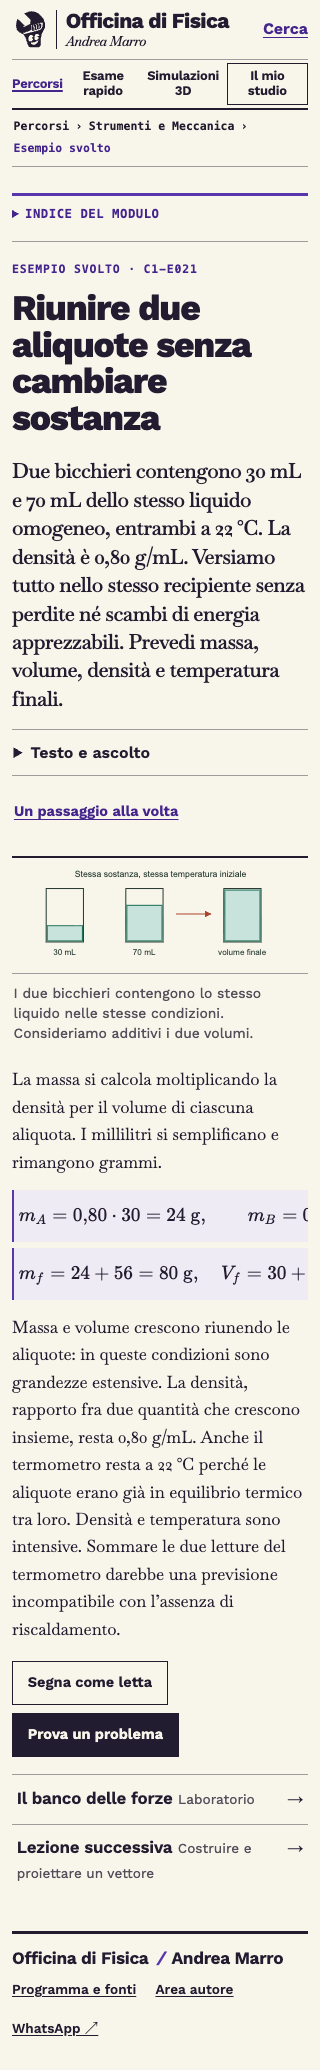 Officina di Fisica
Andrea Marro
Cerca
Percorsi
Esame
rapido
Simulazioni
3D
Il mio
studio
Percorsi › Strumenti e Meccanica ›
Esempio svolto
INDICE DEL MODULO
ESEMPIO SVOLTO · C1–E021
Riunire due
aliquote senza
cambiare
sostanza
Due bicchieri contengono 30 mL
e 70 mL dello stesso liquido
omogeneo, entrambi a 22 °C. La
densità è 0,80 g/mL. Versiamo
tutto nello stesso recipiente senza
perdite né scambi di energia
apprezzabili. Prevedi massa,
volume, densità e temperatura
finali.
Testo e ascolto
Un passaggio alla volta
Stessa sostanza, stessa temperatura iniziale
30 mL
70 mL
volume finale
I due bicchieri contengono lo stesso
liquido nelle stesse condizioni.
Consideriamo additivi i due volumi.
La massa si calcola moltiplicando la
densità per il volume di ciascuna
aliquota. I millilitri si semplificano e
rimangono grammi.
m_A = 0,80 · 30 = 24 g, m_B = 0
m_f = 24 + 56 = 80 g, V_f = 30 +
Massa e volume crescono riunendo le
aliquote: in queste condizioni sono
grandezze estensive. La densità,
rapporto fra due quantità che crescono
insieme, resta 0,80 g/mL. Anche il
termometro resta a 22 °C perché le
aliquote erano già in equilibrio termico
tra loro. Densità e temperatura sono
intensive. Sommare le due letture del
termometro darebbe una previsione
incompatibile con l’assenza di
riscaldamento.
Segna come letta
Prova un problema
Il banco delle forze Laboratorio →
Lezione successiva Costruire e →
proiettare un vettore
Officina di Fisica / Andrea Marro
Programma e fonti Area autore
WhatsApp ↗